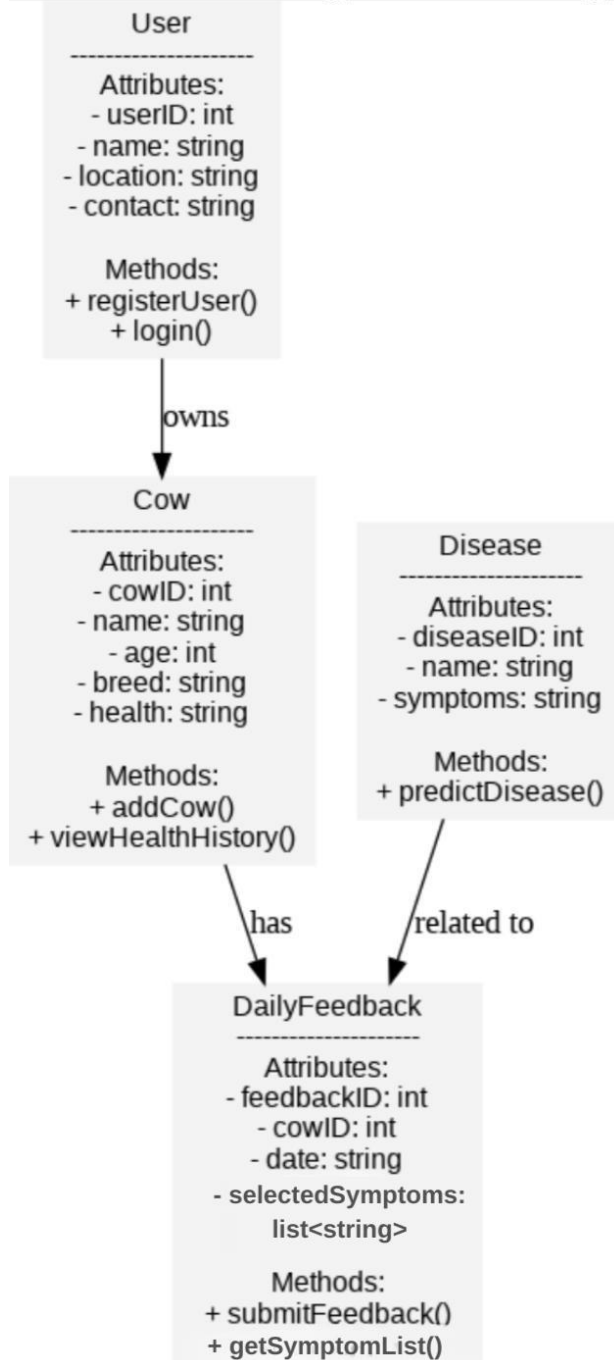 User
---------------------
Attributes:
- userID: int
- name: string
- location: string
- contact: string
Methods:
+ registerUser()
+ login()
owns
Cow
---------------------
Attributes:
- cowID: int
- name: string
- age: int
- breed: string
- health: string
Methods:
+ addCow()
+ viewHealthHistory()
Disease
---------------------
Attributes:
- diseaseID: int
- name: string
- symptoms: string
Methods:
+ predictDisease()
has
related to
DailyFeedback
---------------------
Attributes:
- feedbackID: int
- cowID: int
- date: string
- selectedSymptoms:
list<string>
Methods:
+ submitFeedback()
+ getSymptomList()